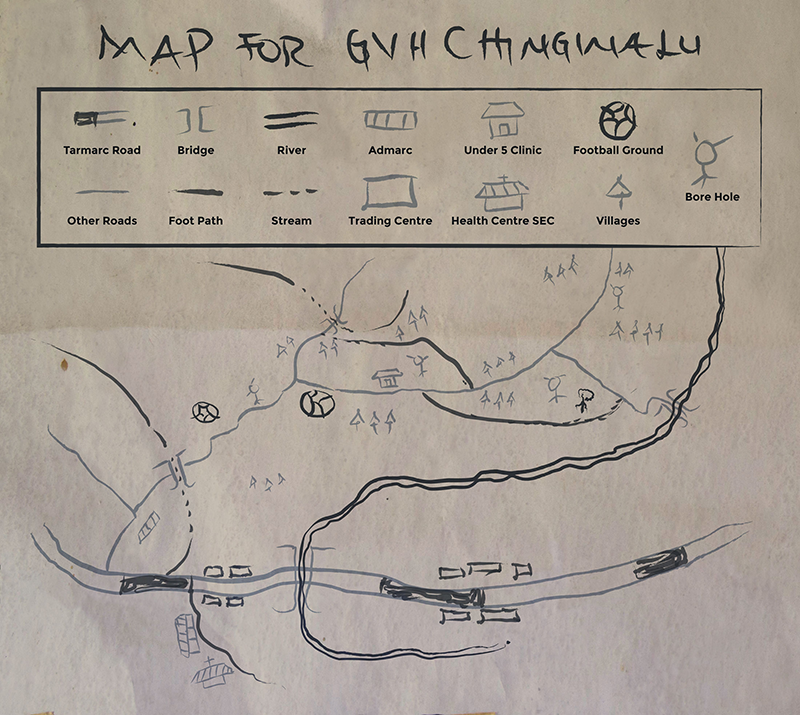 MAP FOR GVH CHINGINALU
Tarmarc Road Bridge River Admarc Under 5 Clinic Football Ground
Bore Hole
Other Roads Foot Path Stream Trading Centre Health Centre SEC Villages